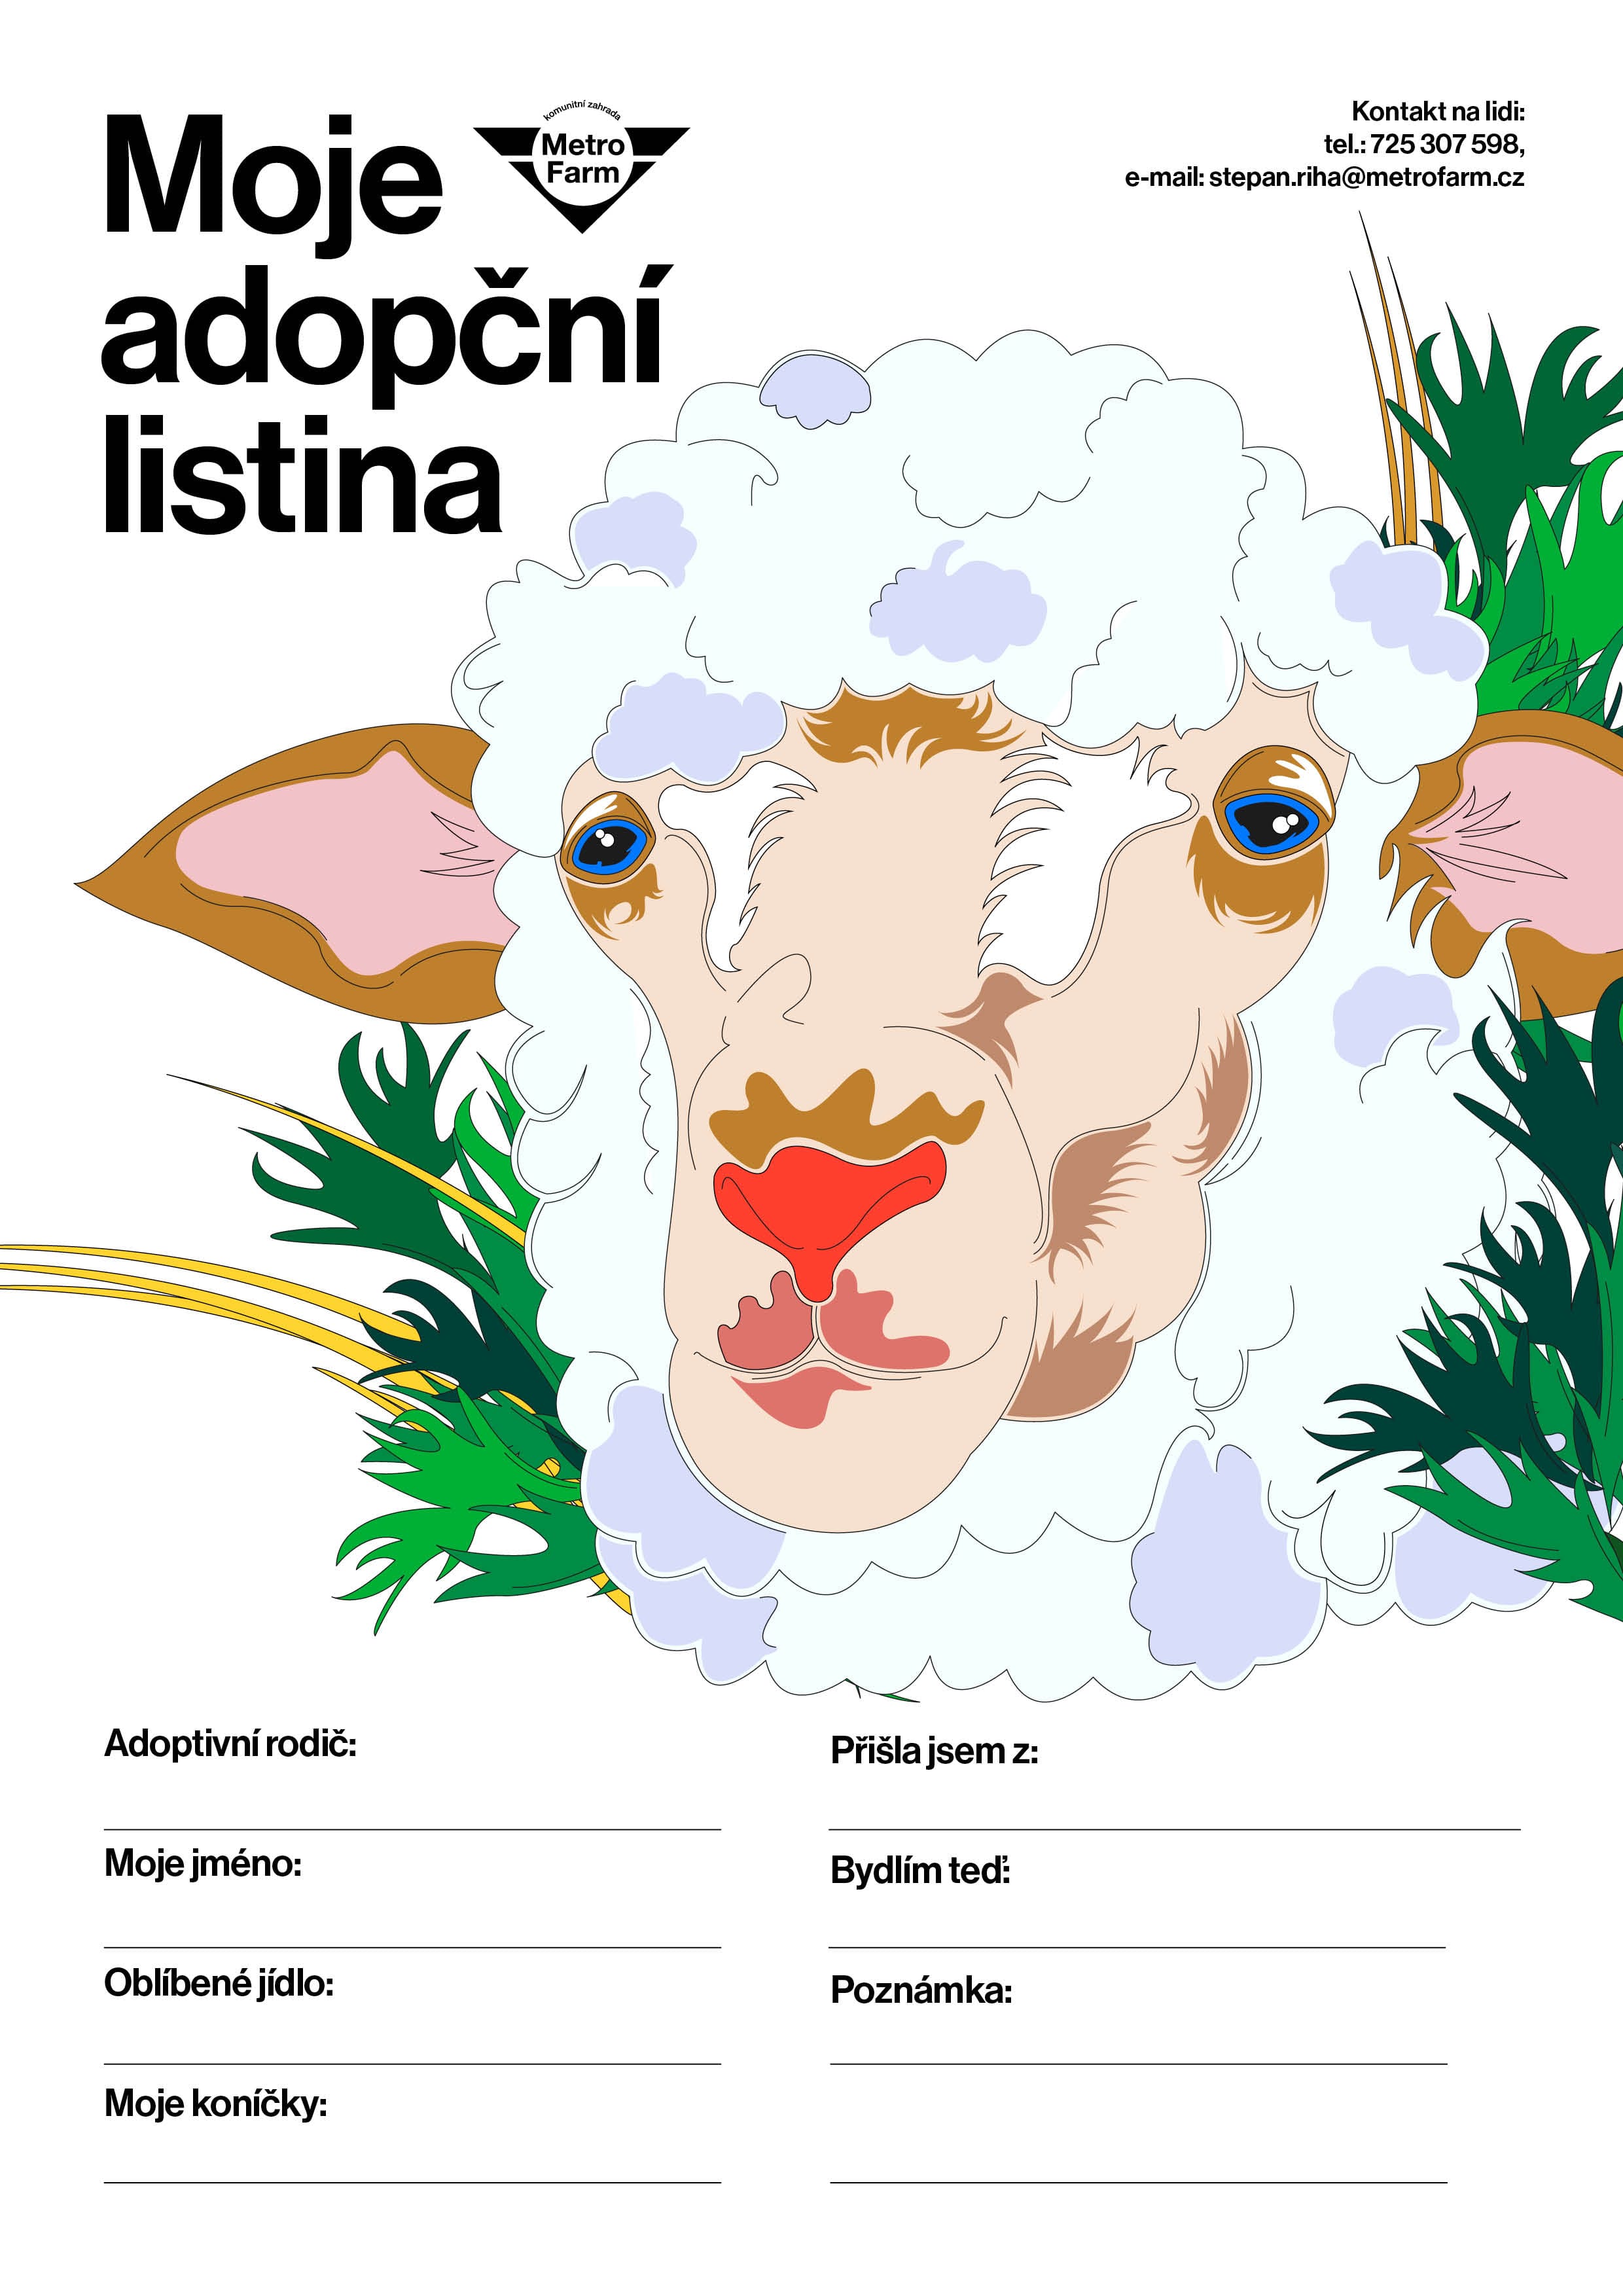 Moje
adopční
listina
komunitní zahrada
Metro
Farm
Kontakt na lidi:
tel.: 725 307 598,
e-mail: stepan.riha@metrofarm.cz
Adoptivní rodič:
Moje jméno:
Oblíbené jídlo:
Moje koníčky:
Přišla jsem z:
Bydlím teď:
Poznámka: